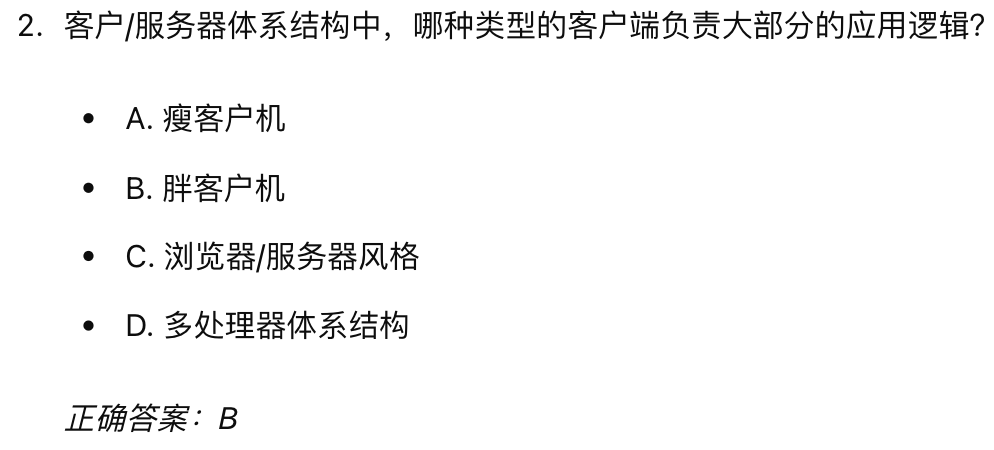 2. 客户/服务器体系结构中，哪种类型的客户端负责大部分的应用逻辑?
• A. 瘦客户机
• B. 胖客户机
• C. 浏览器/服务器风格
• D. 多处理器体系结构
正确答案：B